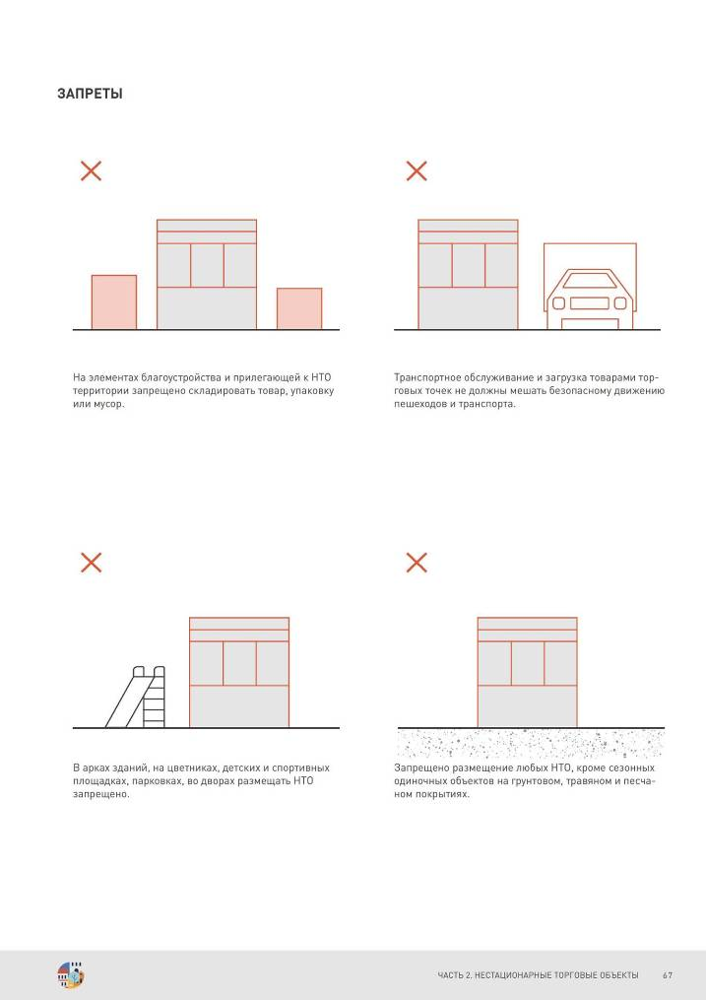 ЗАПРЕТЫ
На элементах благоустройства и прилегающей к НТО
территории запрещено складировать товар, упаковку
или мусор.
Транспортное обслуживание и загрузка товарами тор-
говых точек не должны мешать безопасному движению
пешеходов и транспорта.
В арках зданий, на цветниках, детских и спортивных
площадках, парковках, во дворах размещать НТО
запрещено.
Запрещено размещение любых НТО, кроме сезонных
одиночных объектов на грунтовом, травяном и песча-
ном покрытиях.
ЧАСТЬ 2. НЕСТАЦИОНАРНЫЕ ТОРГОВЫЕ ОБЪЕКТЫ 67